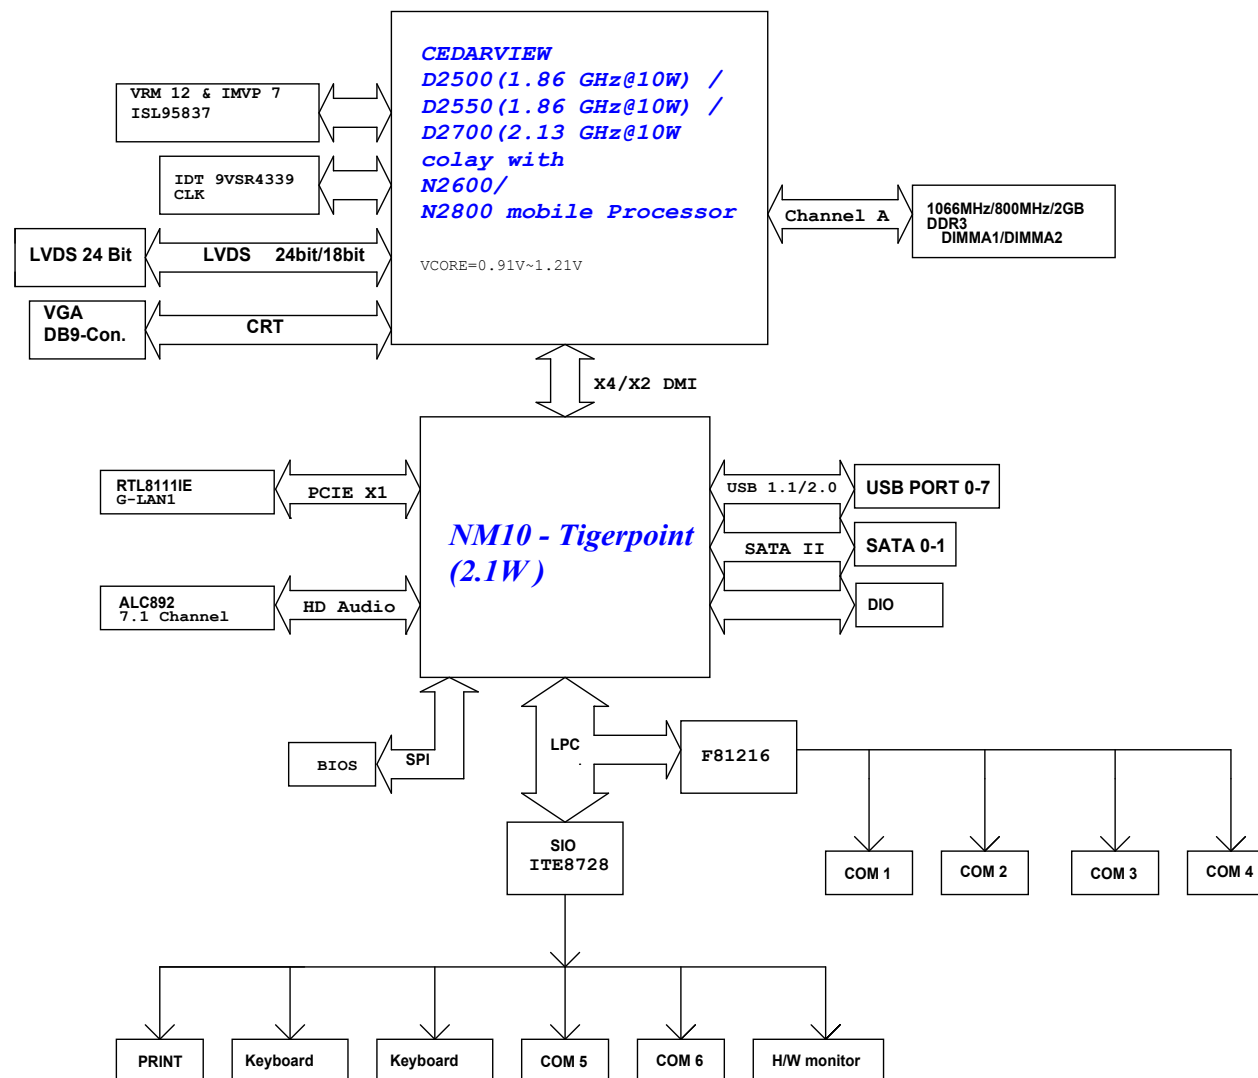 CEDARVIEW
D2500(1.86 GHz@10W) /
D2550(1.86 GHz@10W) /
D2700(2.13 GHz@10W
colay with
N2600/
N2800 mobile Processor
VCORE=0.91V~1.21V
VRM 12 & IMVP 7
ISL95837
IDT 9VSR4339
CLK
LVDS 24 Bit
LVDS 24bit/18bit
VGA
DB9-Con.
CRT
Channel A
1066MHz/800MHz/2GB
DDR3
DIMMA1/DIMMA2
X4/X2 DMI
RTL8111IE
G-LAN1
PCIE X1
NM10 - Tigerpoint
(2.1W )
USB 1.1/2.0
USB PORT 0-7
SATA II
SATA 0-1
ALC892
7.1 Channel
HD Audio
DIO
BIOS
SPI
LPC
F81216
SIO
ITE8728
COM 1
COM 2
COM 3
COM 4
PRINT
Keyboard
Keyboard
COM 5
COM 6
H/W monitor